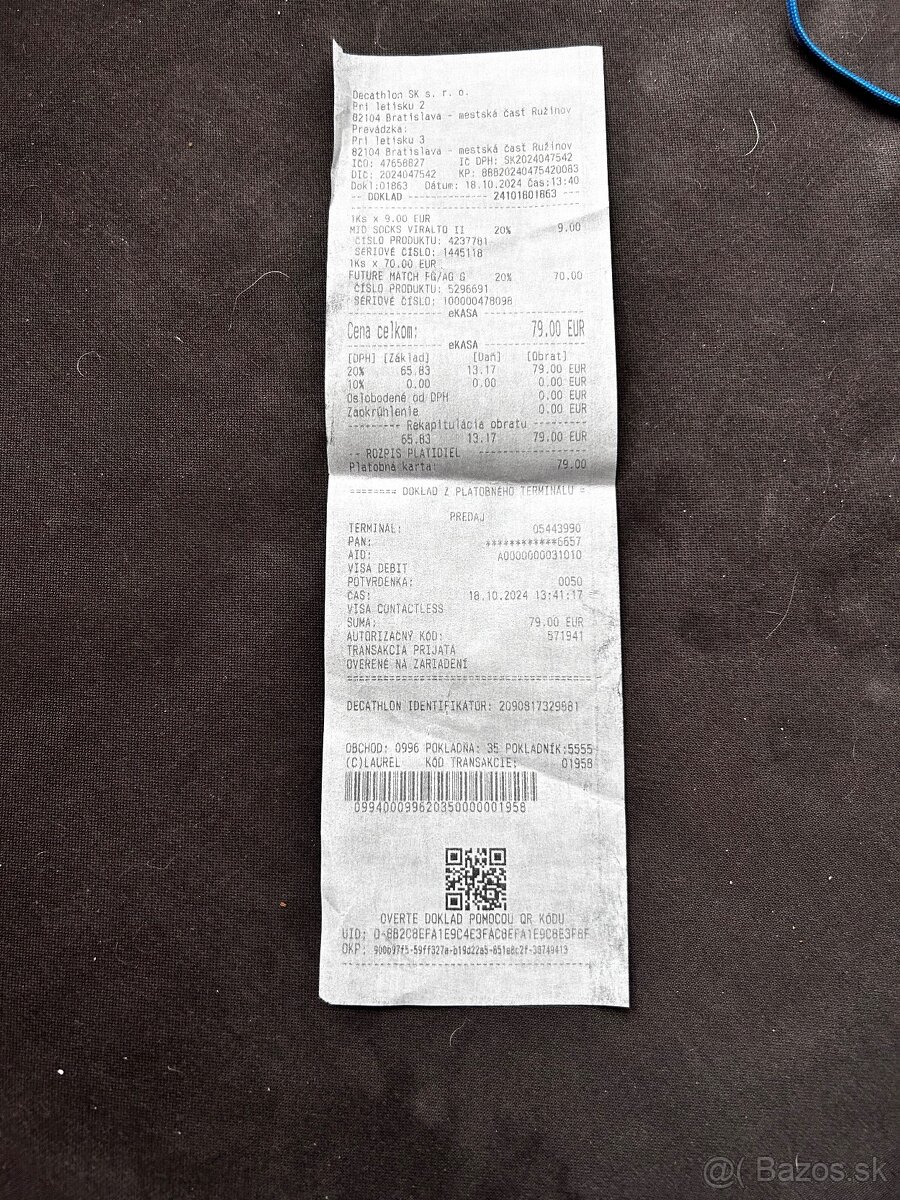 Decathlon SK s. r. o.
Pri letisku 2
82104 Bratislava - mestská časť Ružinov
Prevádzka:
Pri letisku 3
82104 Bratislava - mestská časť Ružinov
IČO: 47658827 IČ DPH: SK2024047542
DIČ: 2024047542 KP: 88820240475420083
Dokl:01863 Dátum: 18.10.2024 čas:13:40
-- DOKLAD 24101801863 ---
1Ks x 9.00 EUR
MID SOCKS VIRALTO II 20% 9.00
ČÍSLO PRODUKTU: 4237781
SÉRIOVÉ ČÍSLO: 1445118
1Ks x 70.00 EUR
FUTURE MATCH FG/AG G 20% 70.00
ČÍSLO PRODUKTU: 5296691
SÉRIOVÉ ČÍSLO: 100000478098
eKASA
Cena celkom: 79.00 EUR
eKASA
[DPH] [Základ] [Daň] [Obrat]
20% 65.83 13.17 79.00 EUR
10% 0.00 0.00 0.00 EUR
Oslobodené od DPH 0.00 EUR
Zaokrúhlenie 0.00 EUR
--------- Rekapitulácia obratu ---------
65.83 13.17 79.00 EUR
-- ROZPIS PLATIDIEL
Platobná karta: 79.00
======== DOKLAD Z PLATOBNÉHO TERMINÁLU =
PREDAJ
TERMINÁL: 05443990
PAN: ************6657
AID: A0000000031010
VISA DEBIT
POTVRDENKA: 0050
ČAS: 18.10.2024 13:41:17
VISA CONTACTLESS
SUMA: 79.00 EUR
AUTORIZAČNÝ KÓD: 571941
TRANSAKCIA PRIJATÁ
OVERENÉ NA ZARIADENÍ
DECATHLON IDENTIFIKÁTOR: 2090817329881
OBCHOD: 0996 POKLADŇA: 35 POKLADNÍK:5555
(C)LAUREL KÓD TRANSAKCIE: 01958
0994000996203500000001958
OVERTE DOKLAD POMOCOU QR KÓDU
UID: O-8B2C8EFA1E9C4E3FAC8EFA1E9C8E3F8F
OKP:
@( Bazos.sk